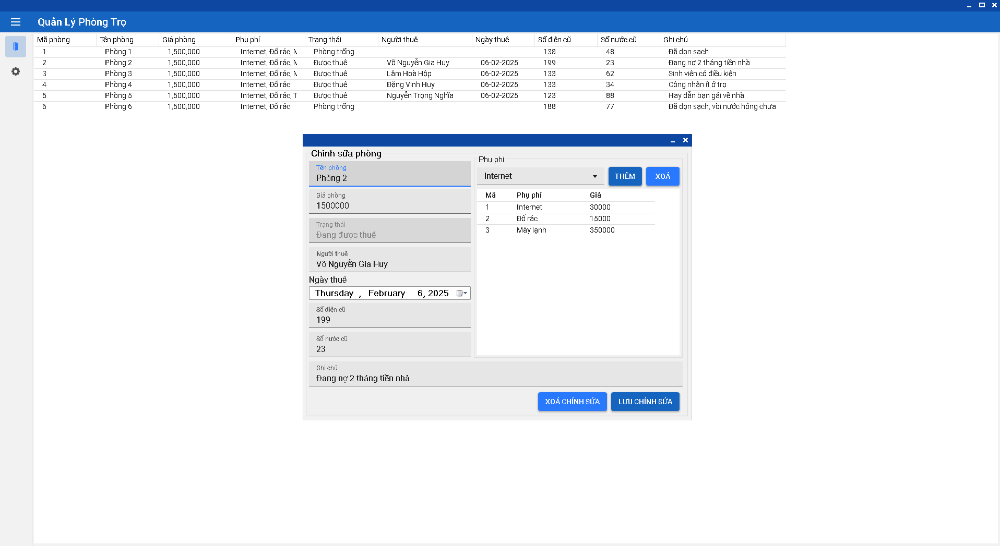 Quản Lý Phòng Trọ
Mã phòng Tên phòng Giá phòng Phụ phí Trạng thái Người thuê Ngày thuê Số điện cũ Số nước cũ Ghi chú
1 Phòng 1 1,500,000 Internet, Đổ rác, M Phòng trống 138 48 Đã dọn sạch
2 Phòng 2 1,500,000 Internet, Đổ rác, M Được thuê Võ Nguyễn Gia Huy 06-02-2025 199 23 Đang nợ 2 tháng tiền nhà
3 Phòng 3 1,500,000 Internet, Đổ rác, M Được thuê Lâm Hoà Hộp 06-02-2025 133 62 Sinh viên có điều kiện
4 Phòng 4 1,500,000 Internet, Đổ rác Được thuê Đặng Vinh Huy 06-02-2025 133 34 Công nhân ít ở trọ
5 Phòng 5 1,500,000 Internet, Đổ rác, T Được thuê Nguyễn Trọng Nghĩa 06-02-2025 123 88 Hay dẫn bạn gái về nhà
6 Phòng 6 1,500,000 Internet, Đổ rác Phòng trống 188 77 Đã dọn sạch, vòi nước hỏng chưa
Chỉnh sửa phòng
Tên phòng
Phòng 2
Giá phòng
1500000
Trạng thái
Đang được thuê
Người thuê
Võ Nguyễn Gia Huy
Ngày thuê
Thursday , February 6, 2025
Số điện cũ
199
Số nước cũ
23
Phụ phí
Internet THÊM XOÁ
Mã Phụ phí Giá
1 Internet 30000
2 Đổ rác 15000
3 Máy lạnh 350000
Ghi chú
Đang nợ 2 tháng tiền nhà
XOÁ CHỈNH SỬA LƯU CHỈNH SỬA